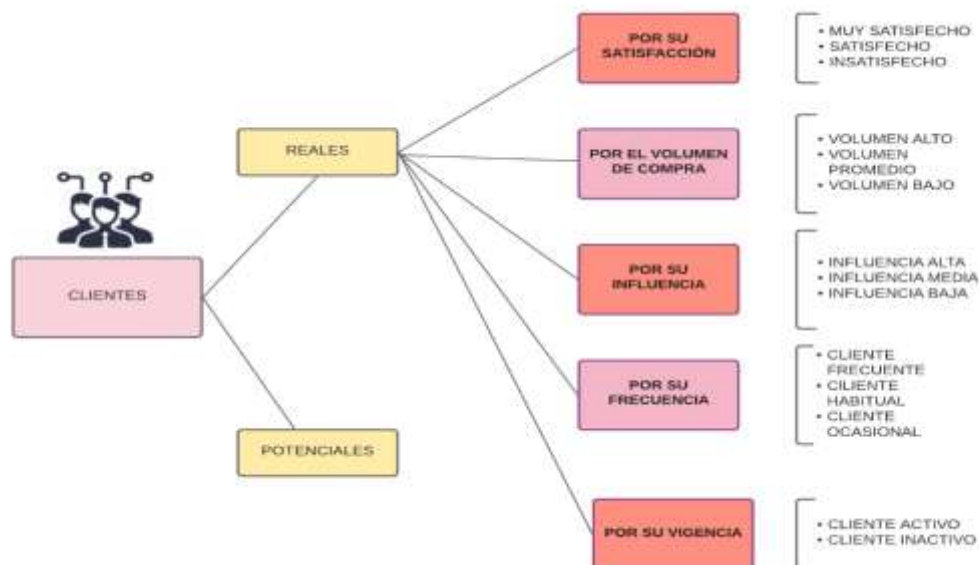 CLIENTES
REALES
POTENCIALES
POR SU
SATISFACCIÓN
• MUY SATISFECHO
• SATISFECHO
• INSATISFECHO
POR EL VOLUMEN
DE COMPRA
• VOLUMEN ALTO
• VOLUMEN
PROMEDIO
• VOLUMEN BAJO
POR SU
INFLUENCIA
• INFLUENCIA ALTA
• INFLUENCIA MEDIA
• INFLUENCIA BAJA
POR SU
FRECUENCIA
• CLIENTE
FRECUENTE
• CILIENTE
HABITUAL
• CLIENTE
OCASIONAL
POR SU VIGENCIA
• CLIENTE ACTIVO
• CLIENTE INACTIVO